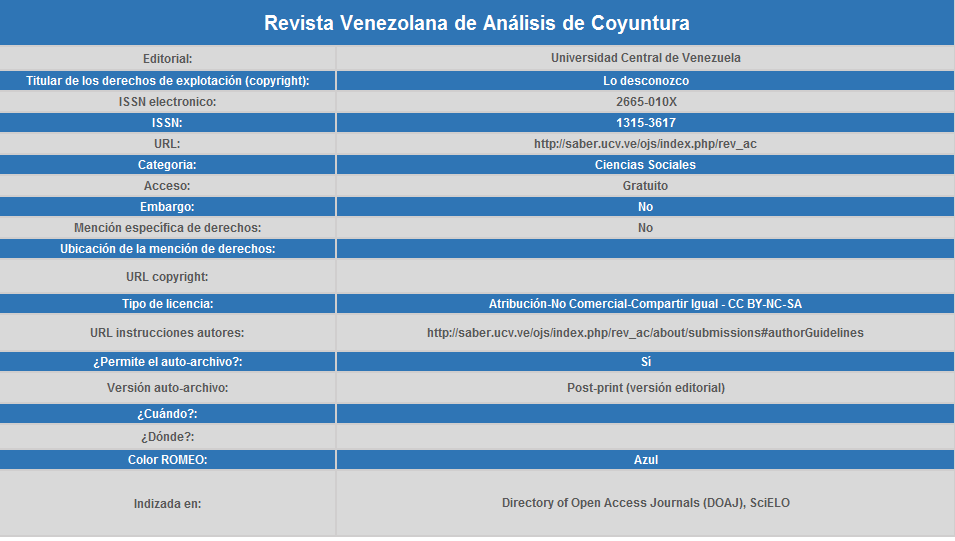 Revista Venezolana de Análisis de Coyuntura
Editorial: Universidad Central de Venezuela
Titular de los derechos de explotación (copyright): Lo desconozco
ISSN electronico: 2665-010X
ISSN: 1315-3617
URL: http://saber.ucv.ve/ojs/index.php/rev_ac
Categoria: Ciencias Sociales
Acceso: Gratuito
Embargo: No
Mención específica de derechos: No
Ubicación de la mención de derechos:
URL copyright:
Tipo de licencia: Atribución-No Comercial-Compartir Igual - CC BY-NC-SA
URL instrucciones autores: http://saber.ucv.ve/ojs/index.php/rev_ac/about/submissions#authorGuidelines
¿Permite el auto-archivo?: Sí
Versión auto-archivo: Post-print (versión editorial)
¿Cuándo?:
¿Dónde?:
Color ROMEO: Azul
Indizada en: Directory of Open Access Journals (DOAJ), SciELO